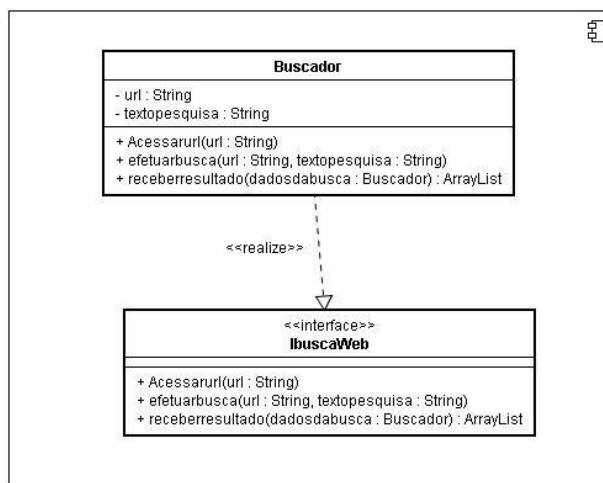 Buscador
- url : String
- textopesquisa : String
+ Acessarurl(url : String)
+ efetuarbusca(url : String, textopesquisa : String)
+ receberresultado(dadosdabusca : Buscador) : ArrayList
<<realize>>
<<interface>>
IbuscaWeb
+ Acessarurl(url : String)
+ efetuarbusca(url : String, textopesquisa : String)
+ receberresultado(dadosdabusca : Buscador) : ArrayList